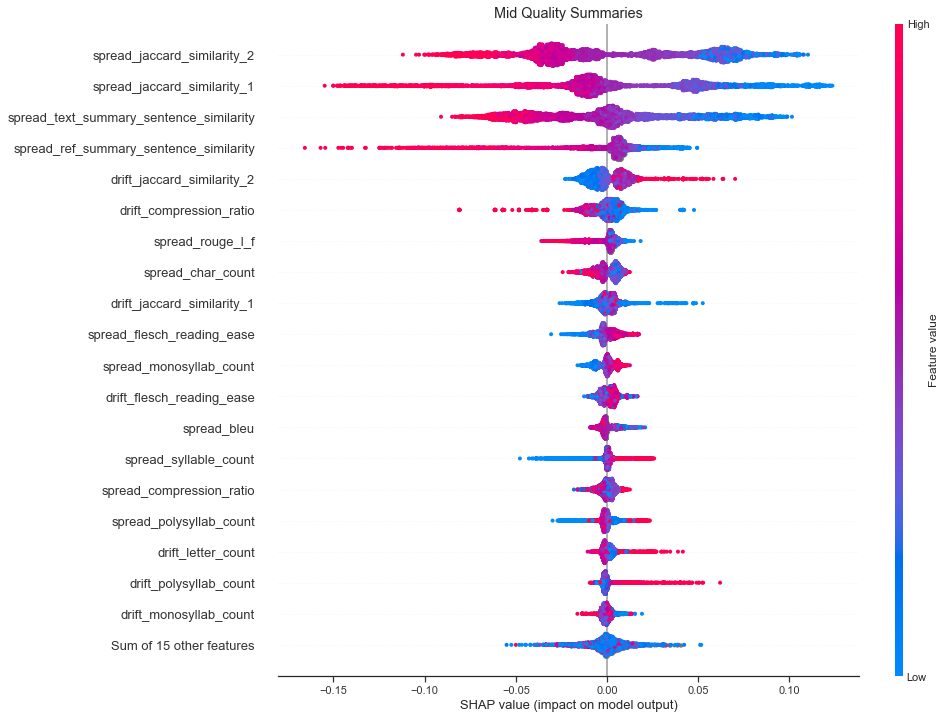 Mid Quality Summaries
High
spread_jaccard_similarity_2
spread_jaccard_similarity_1
spread_text_summary_sentence_similarity
spread_ref_summary_sentence_similarity
drift_jaccard_similarity_2
drift_compression_ratio
spread_rouge_l_f
spread_char_count
drift_jaccard_similarity_1
spread_flesch_reading_ease
spread_monosyllab_count
drift_flesch_reading_ease
spread_bleu
spread_syllable_count
spread_compression_ratio
spread_polysyllab_count
drift_letter_count
drift_polysyllab_count
drift_monosyllab_count
Sum of 15 other features
Feature value
Low
−0.15 −0.10 −0.05 0.00 0.05 0.10
SHAP value (impact on model output)